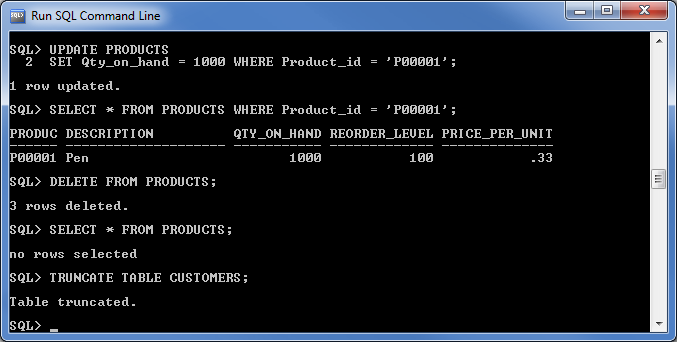 Run SQL Command Line
SQL> UPDATE PRODUCTS
2 SET Qty_on_hand = 1000 WHERE Product_id = 'P00001';
1 row updated.
SQL> SELECT * FROM PRODUCTS WHERE Product_id = 'P00001';
PRODUC DESCRIPTION QTY_ON_HAND REORDER_LEVEL PRICE_PER_UNIT
P00001 Pen 1000 100 .33
SQL> DELETE FROM PRODUCTS;
3 rows deleted.
SQL> SELECT * FROM PRODUCTS;
no rows selected
SQL> TRUNCATE TABLE CUSTOMERS;
Table truncated.
SQL> _